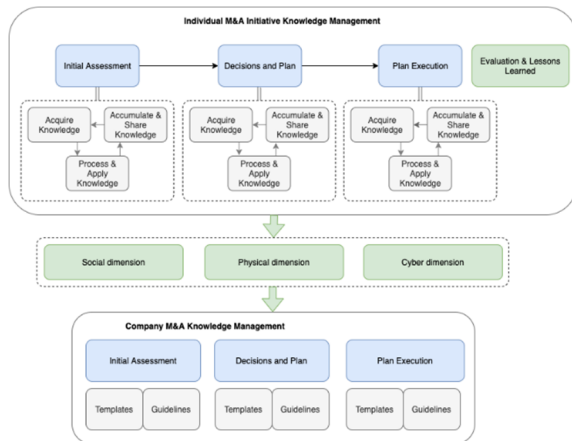 Individual M&A Initiative Knowledge Management
Initial Assessment
Decisions and Plan
Plan Execution
Evaluation & Lessons
Learned
Acquire
Knowledge
Accumulate &
Share
Knowledge
Process &
Apply
Knowledge
Acquire
Knowledge
Accumulate &
Share
Knowledge
Process &
Apply
Knowledge
Acquire
Knowledge
Accumulate &
Share
Knowledge
Process &
Apply
Knowledge
Social dimension
Physical dimension
Cyber dimension
Company M&A Knowledge Management
Initial Assessment
Decisions and Plan
Plan Execution
Templates
Guidelines
Templates
Guidelines
Templates
Guidelines